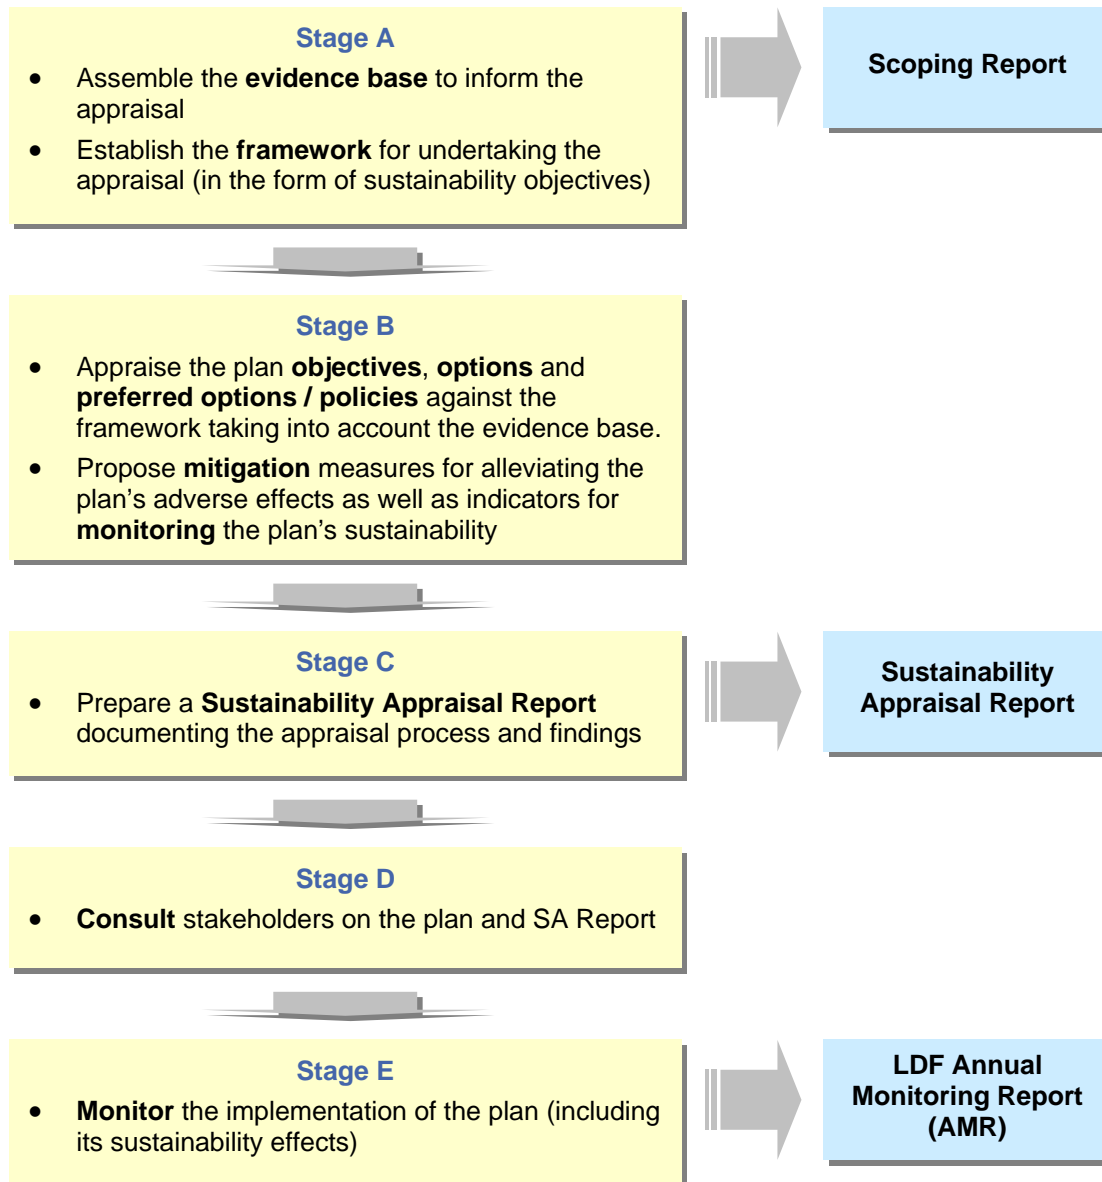 Stage A
• Assemble the evidence base to inform the
appraisal
• Establish the framework for undertaking the
appraisal (in the form of sustainability objectives)
Scoping Report
Stage B
• Appraise the plan objectives, options and
preferred options / policies against the
framework taking into account the evidence base.
• Propose mitigation measures for alleviating the
plan’s adverse effects as well as indicators for
monitoring the plan’s sustainability
Stage C
• Prepare a Sustainability Appraisal Report
documenting the appraisal process and findings
Sustainability
Appraisal Report
Stage D
• Consult stakeholders on the plan and SA Report
Stage E
• Monitor the implementation of the plan (including
its sustainability effects)
LDF Annual
Monitoring Report
(AMR)